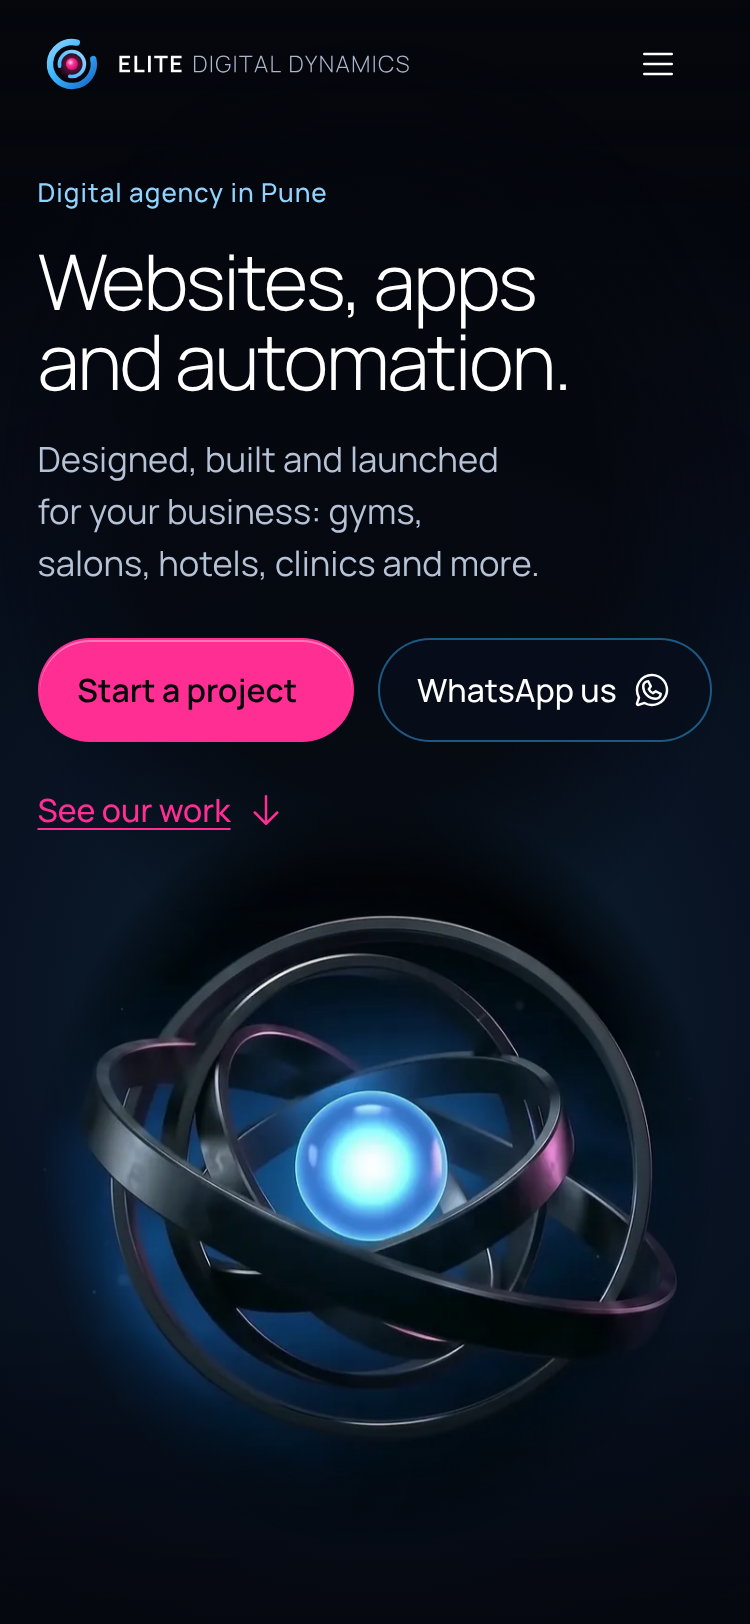 ELITE DIGITAL DYNAMICS
Digital agency in Pune
Websites, apps
and automation.
Designed, built and launched
for your business: gyms,
salons, hotels, clinics and more.
Start a project
WhatsApp us
See our work